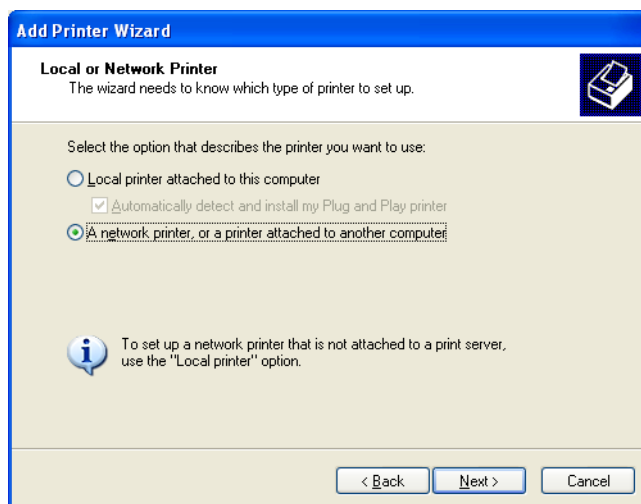 Add Printer Wizard
Local or Network Printer
The wizard needs to know which type of printer to set up.
Select the option that describes the printer you want to use:
Local printer attached to this computer
Automatically detect and install my Plug and Play printer
A network printer, or a printer attached to another computer
To set up a network printer that is not attached to a print server,
use the "Local printer" option.
< Back Next > Cancel